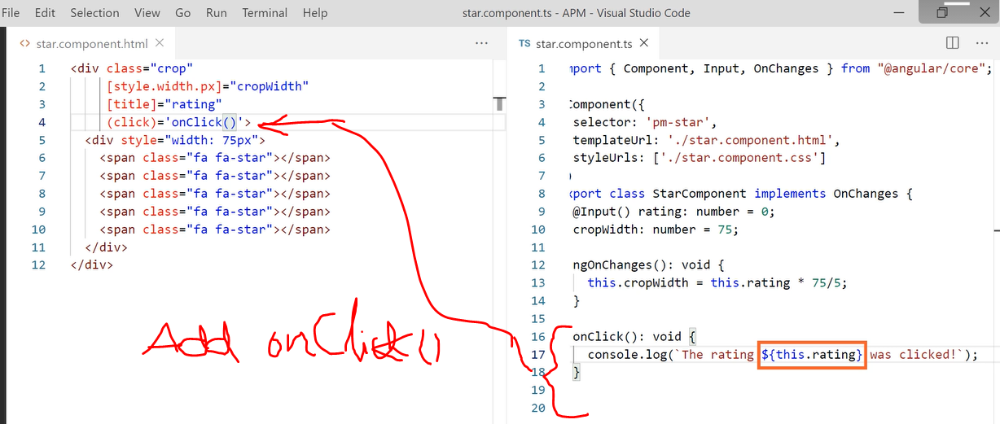 File Edit Selection View Go Run Terminal Help star.component.ts - APM - Visual Studio Code
<> star.component.html × ···
1 <div class="crop"
2 [style.width.px]="cropWidth"
3 [title]="rating"
4 (click)='onClick()'>
5 <div style="width: 75px">
6 <span class="fa fa-star"></span>
7 <span class="fa fa-star"></span>
8 <span class="fa fa-star"></span>
9 <span class="fa fa-star"></span>
10 <span class="fa fa-star"></span>
11 </div>
12 </div>
Add onClick()
TS star.component.ts × ···
1 mport { Component, Input, OnChanges } from "@angular/core";
2
3 Component({
4 selector: 'pm-star',
5 templateUrl: './star.component.html',
6 styleUrls: ['./star.component.css']
7 )
8 xport class StarComponent implements OnChanges {
9 @Input() rating: number = 0;
10 cropWidth: number = 75;
11
12 ngOnChanges(): void {
13 this.cropWidth = this.rating * 75/5;
14 }
15
16 onClick(): void {
17 console.log(`The rating ${this.rating} was clicked!`);
18 }
19
20